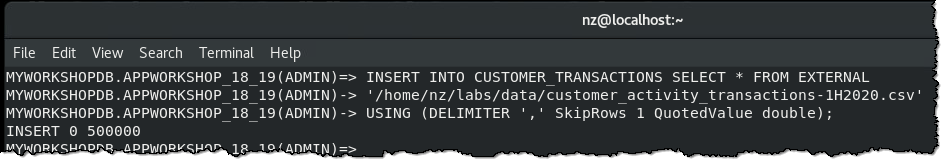 nz@localhost:~
File Edit View Search Terminal Help
MYWORKSHOPDB.APPWORKSHOP_18_19(ADMIN)=> INSERT INTO CUSTOMER_TRANSACTIONS SELECT * FROM EXTERNAL
MYWORKSHOPDB.APPWORKSHOP_18_19(ADMIN)-> '/home/nz/labs/data/customer_activity_transactions-1H2020.csv'
MYWORKSHOPDB.APPWORKSHOP_18_19(ADMIN)-> USING (DELIMITER ',' SkipRows 1 QuotedValue double);
INSERT 0 500000
MYWORKSHOPDB.APPWORKSHOP_18_19(ADMIN)=>